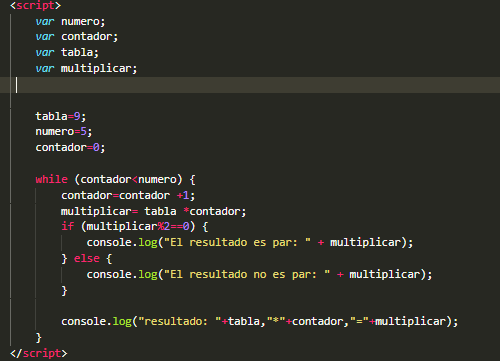 <script>
var numero;
var contador;
var tabla;
var multiplicar;
tabla=9;
numero=5;
contador=0;
while (contador<numero) {
contador=contador +1;
multiplicar= tabla *contador;
if (multiplicar%2==0) {
console.log("El resultado es par: " + multiplicar);
} else {
console.log("El resultado no es par: " + multiplicar);
}
console.log("resultado: "+tabla,"*"+contador,"="+multiplicar);
}
</script>